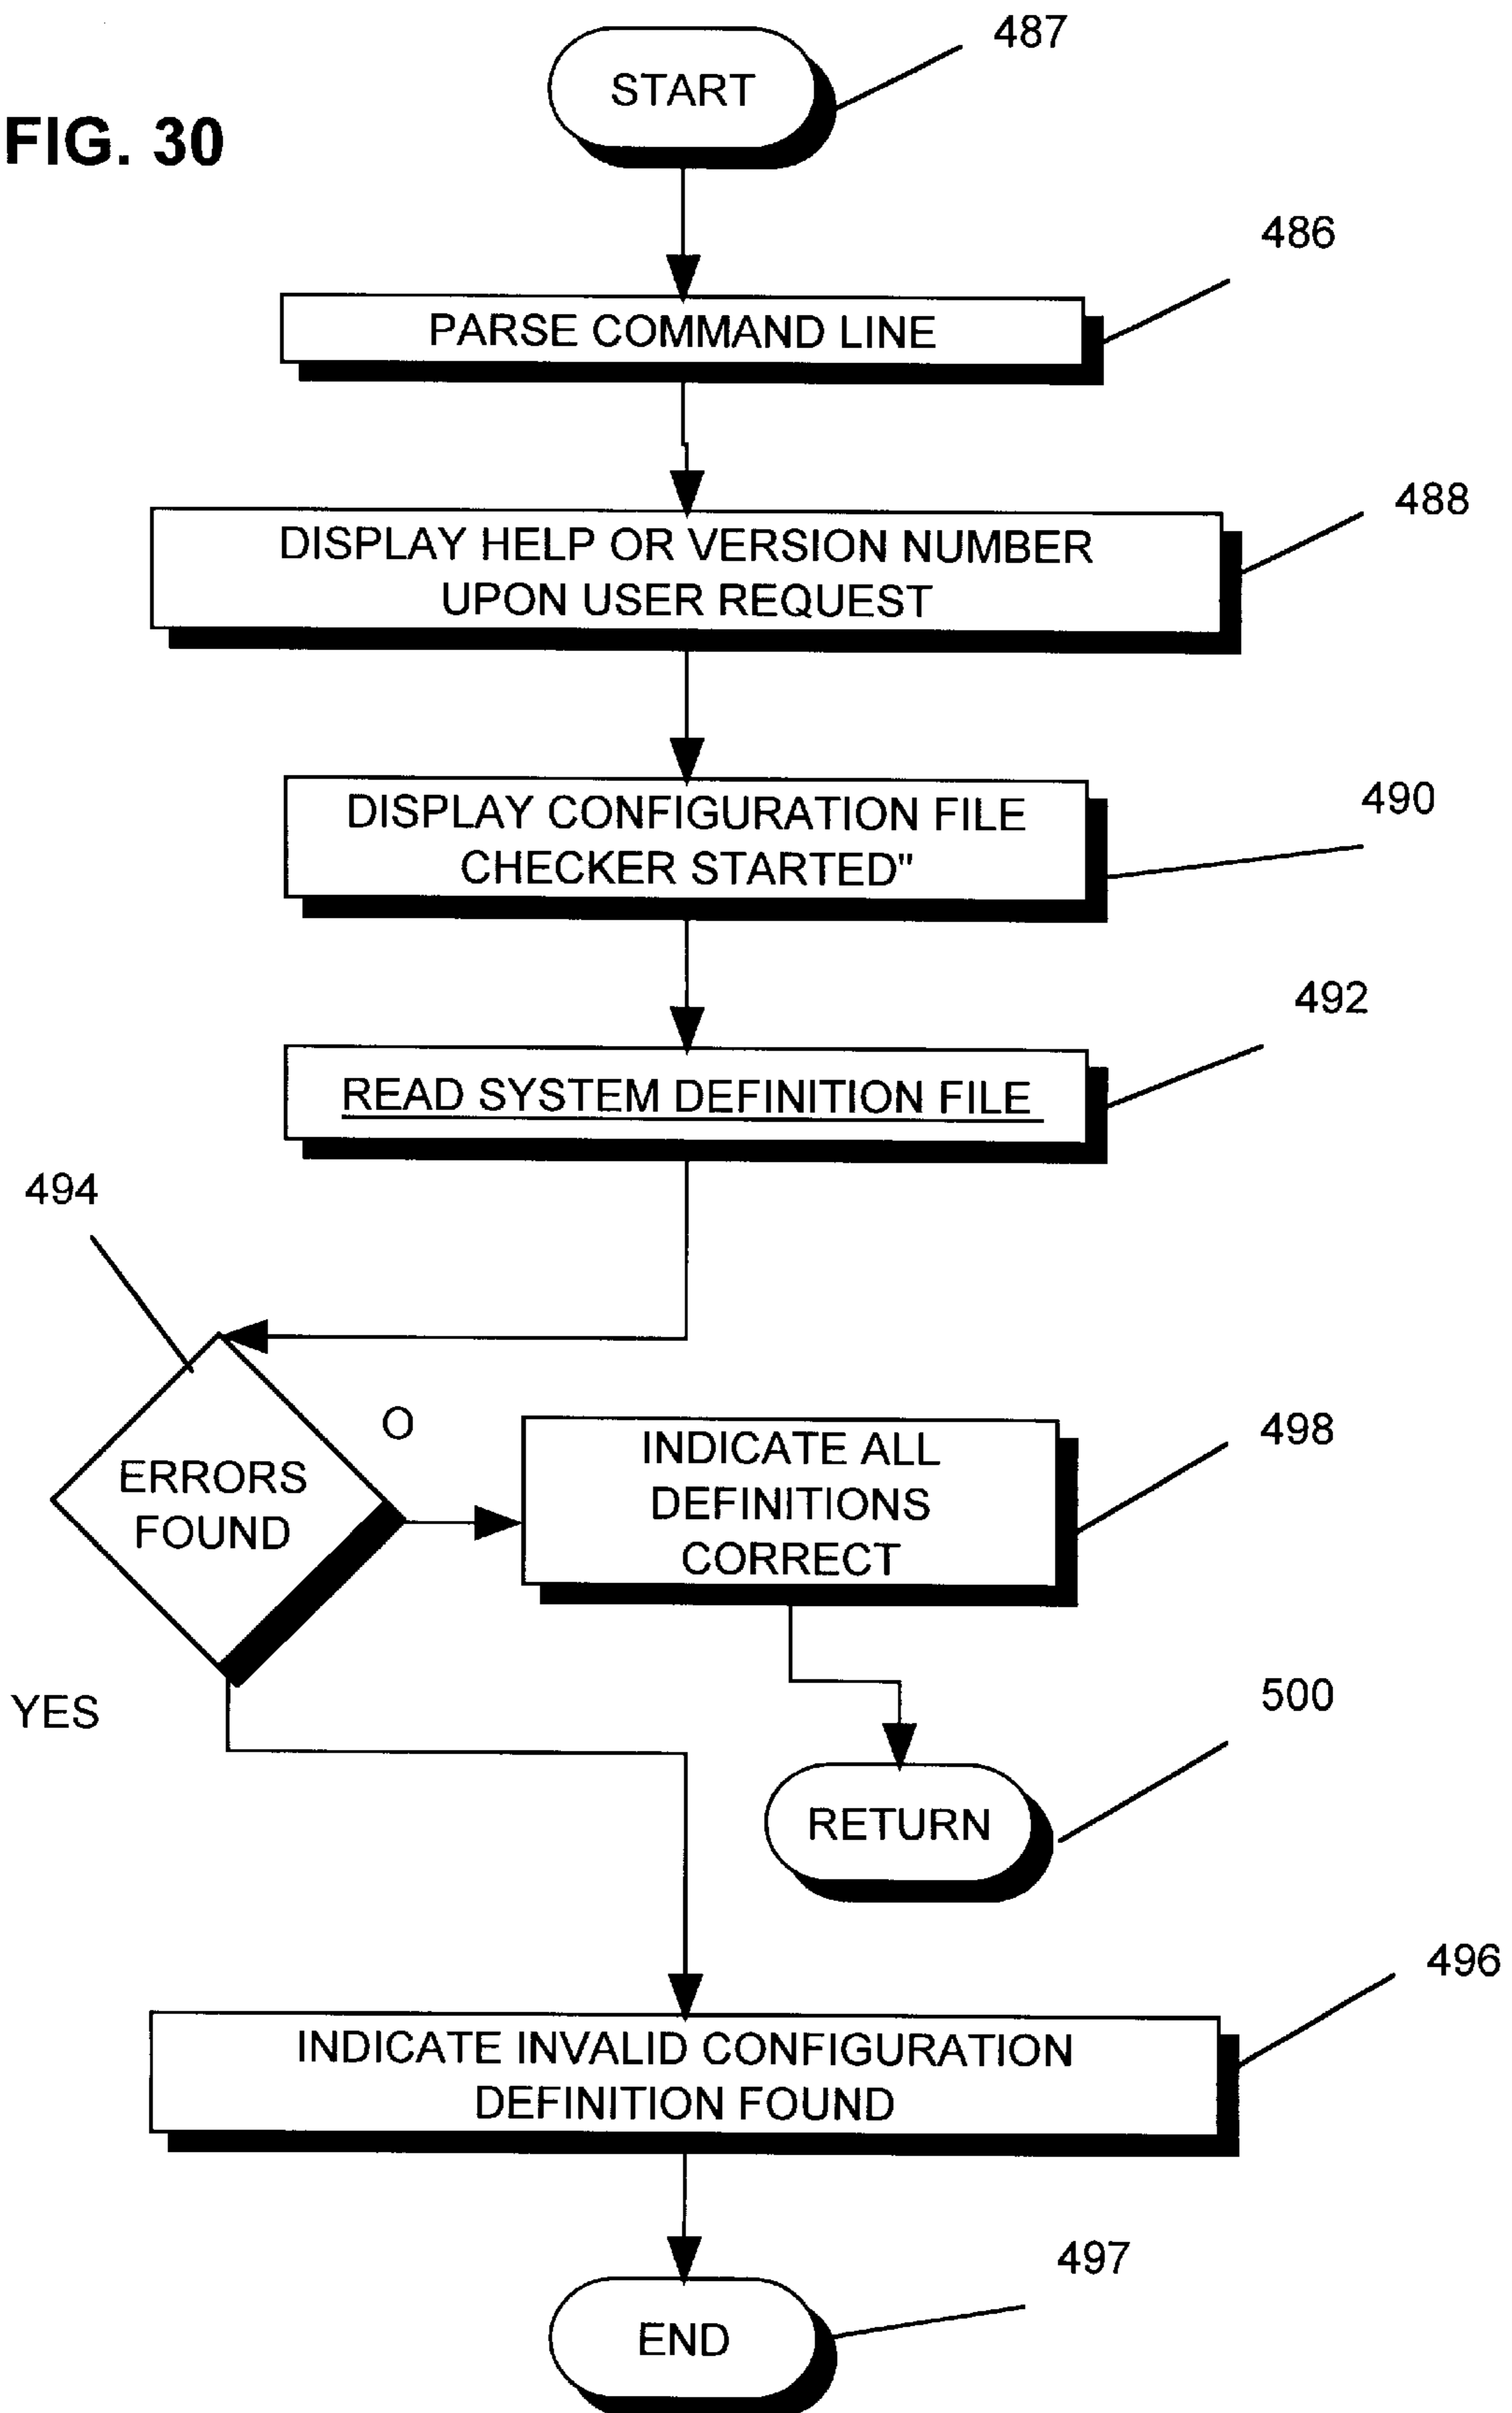 487
START
FIG. 30
486
PARSE COMMAND LINE
488
DISPLAY HELP OR VERSION NUMBER
UPON USER REQUEST
490
DISPLAY CONFIGURATION FILE
CHECKER STARTED"
492
READ SYSTEM DEFINITION FILE
494
O
498
INDICATE ALL
DEFINITIONS
CORRECT
ERRORS
FOUND
YES
500
RETURN
496
INDICATE INVALID CONFIGURATION
DEFINITION FOUND
497
END